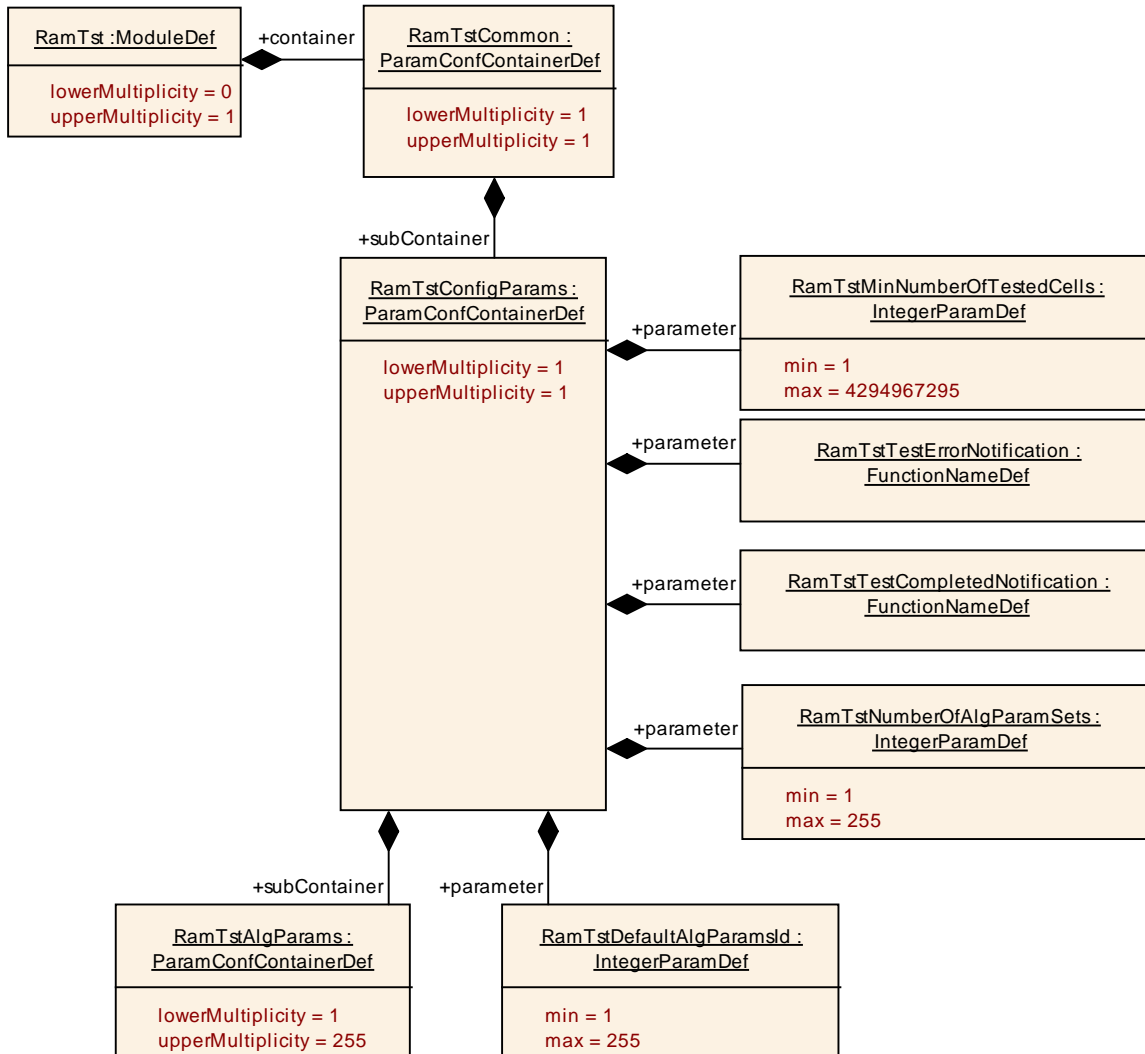 RamTst :ModuleDef
lowerMultiplicity = 0
upperMultiplicity = 1
+container
RamTstCommon :
ParamConfContainerDef
lowerMultiplicity = 1
upperMultiplicity = 1
+subContainer
RamTstConfigParams :
ParamConfContainerDef
lowerMultiplicity = 1
upperMultiplicity = 1
+parameter
RamTstMinNumberOfTestedCells :
IntegerParamDef
min = 1
max = 4294967295
+parameter
RamTstTestErrorNotification :
FunctionNameDef
+parameter
RamTstTestCompletedNotification :
FunctionNameDef
+parameter
RamTstNumberOfAlgParamSets :
IntegerParamDef
min = 1
max = 255
+subContainer
RamTstAlgParams :
ParamConfContainerDef
lowerMultiplicity = 1
upperMultiplicity = 255
+parameter
RamTstDefaultAlgParamsId :
IntegerParamDef
min = 1
max = 255